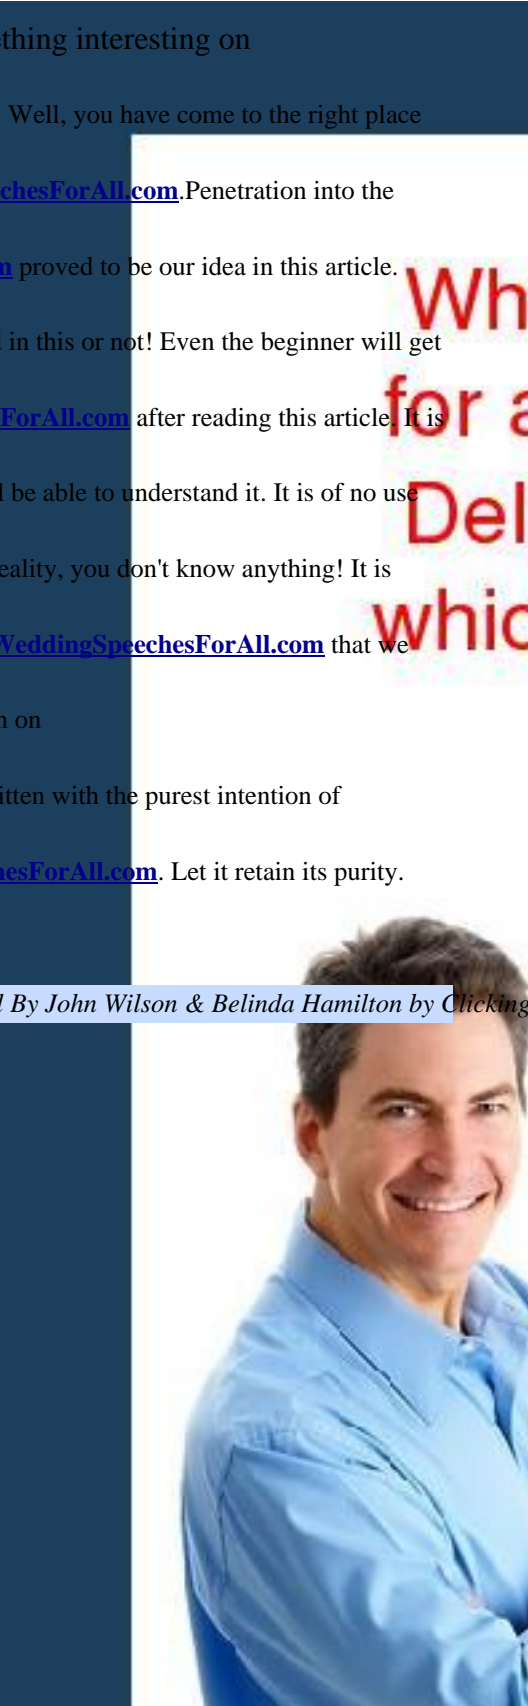 thing interesting on
Well, you have come to the right place
chesForAll.com.Penetration into the
proved to be our idea in this article.
in this or not! Even the beginner will get
ForAll.com after reading this article. It is
be able to understand it. It is of no use
eality, you don't know anything! It is
WeddingSpeechesForAll.com that we
on
itten with the purest intention of
hesForAll.com. Let it retain its purity.
By John Wilson & Belinda Hamilton by Clicking
Wh
for a
Del
whic